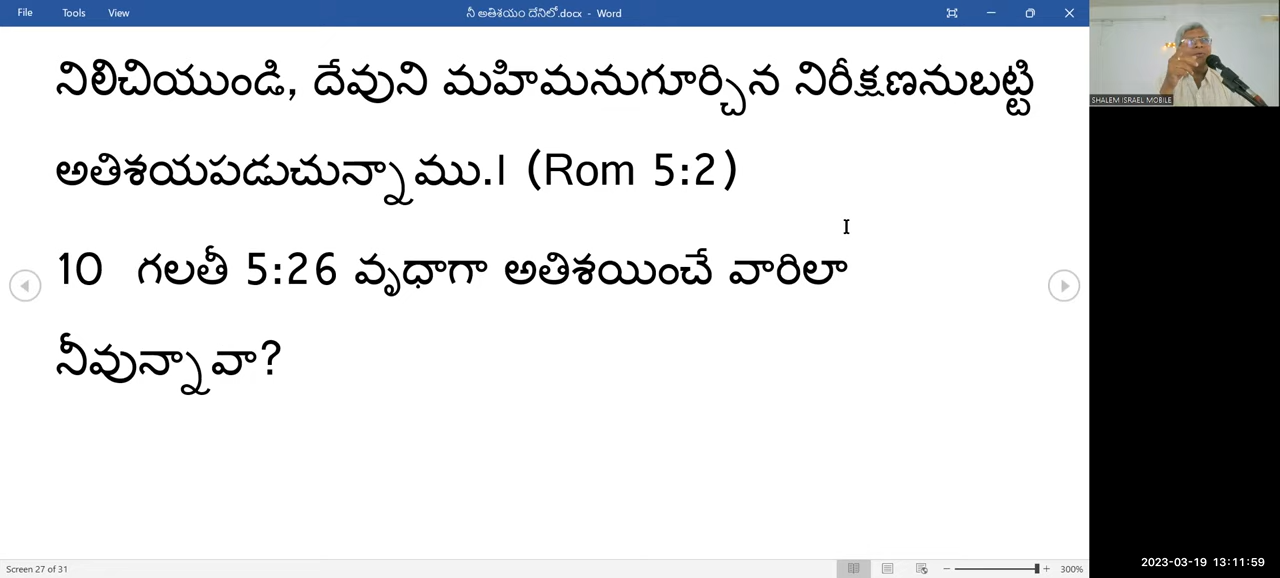 File Tools View నీ అతిశయం దేనిలో.docx - Word
నిలిచియుండి, దేవుని మహిమనుగూర్చిన నిరీక్షణనుబట్టి
అతిశయపడుచున్నాము.| (Rom 5:2)
10 గలతీ 5:26 వృధాగా అతిశయించే వారిలా
నీవున్నావా?
SHALEM ISRAEL MOBILE
Screen 27 of 31
300%
2023-03-19 13:11:59